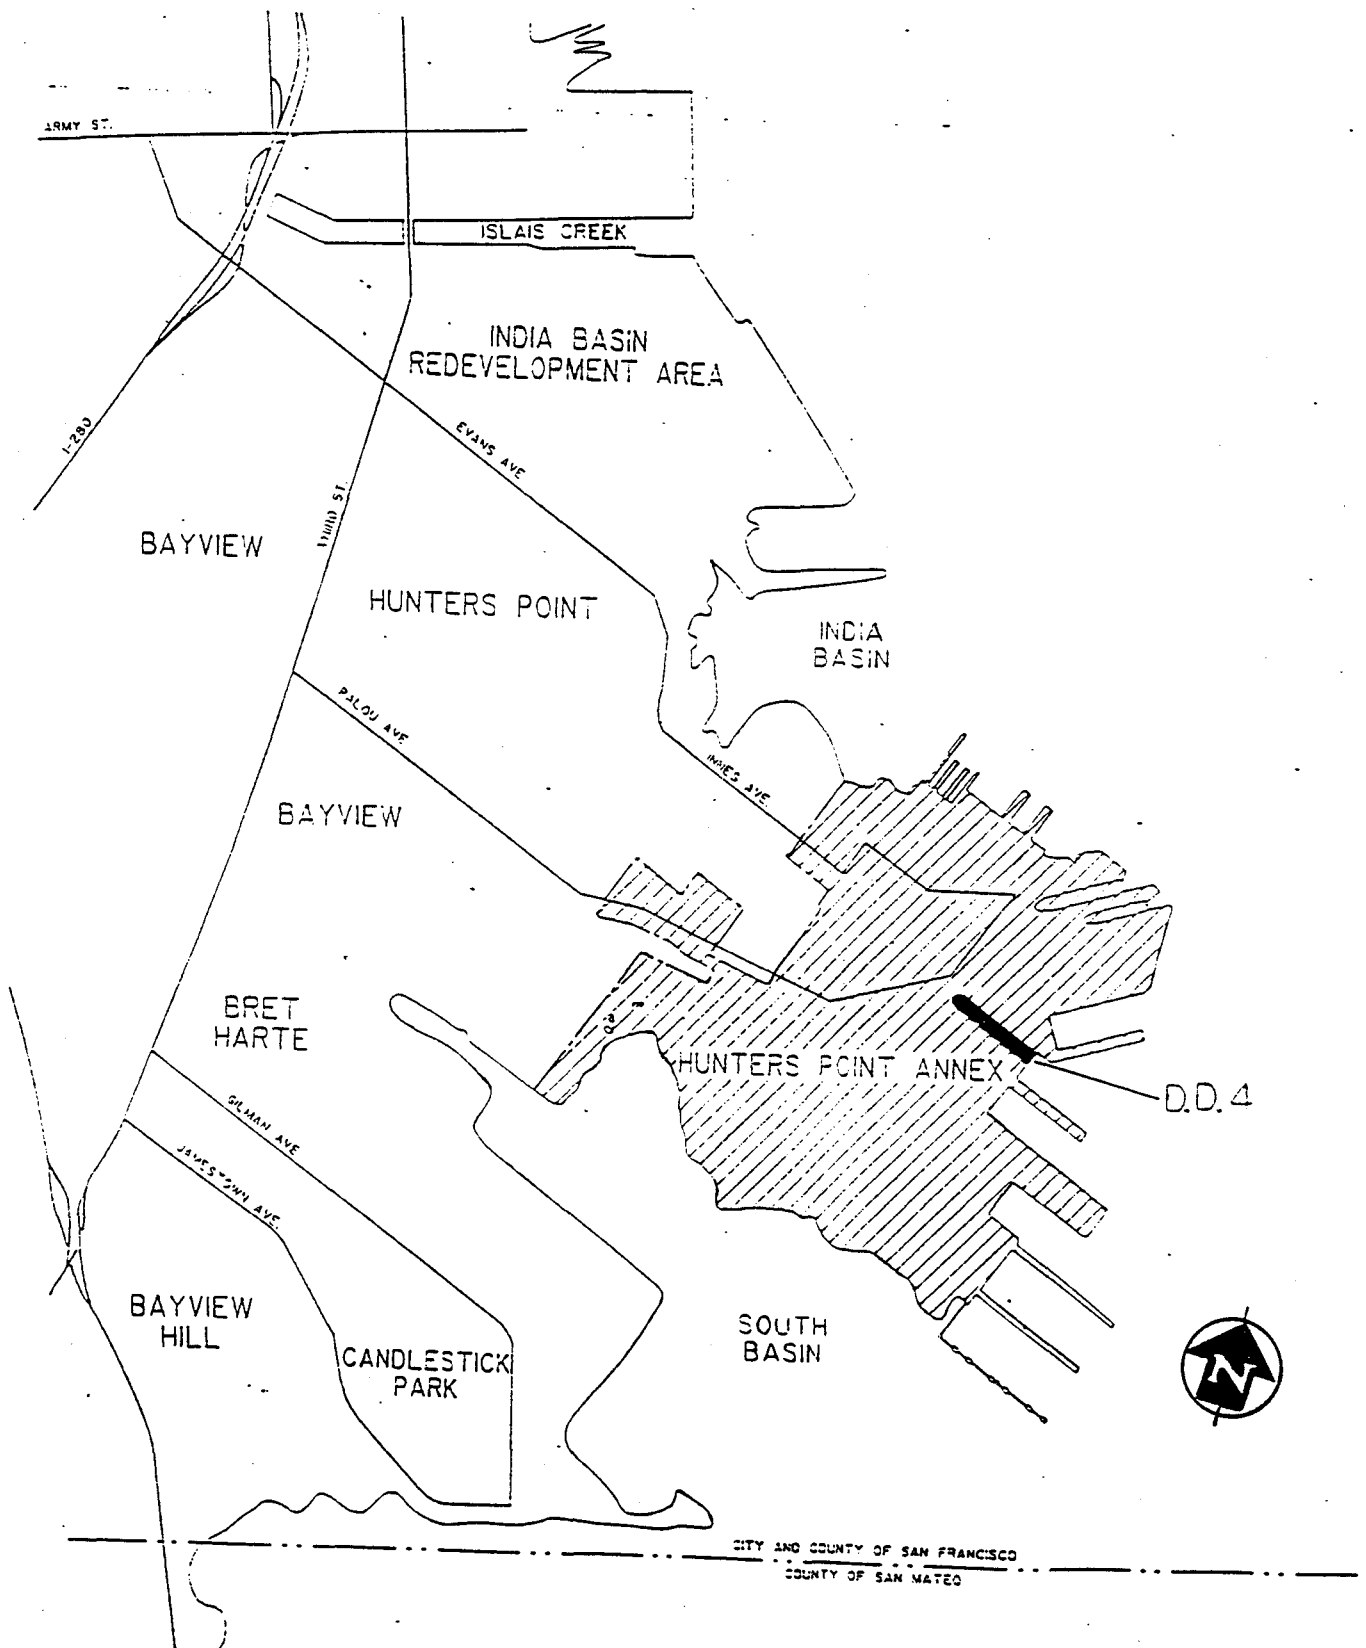 ARMY ST.
ISLAIS CREEK
INDIA BASIN
REDEVELOPMENT AREA
I-280
EVANS AVE
THIRD ST.
BAYVIEW
HUNTERS POINT
INDIA
BASIN
PALOU AVE
INNES AVE
BAYVIEW
BRET
HARTE
HUNTERS POINT ANNEX
D.D. 4
GILMAN AVE
JAMESTOWN AVE.
BAYVIEW
HILL
CANDLESTICK
PARK
SOUTH
BASIN
N
CITY AND COUNTY OF SAN FRANCISCO
COUNTY OF SAN MATEO